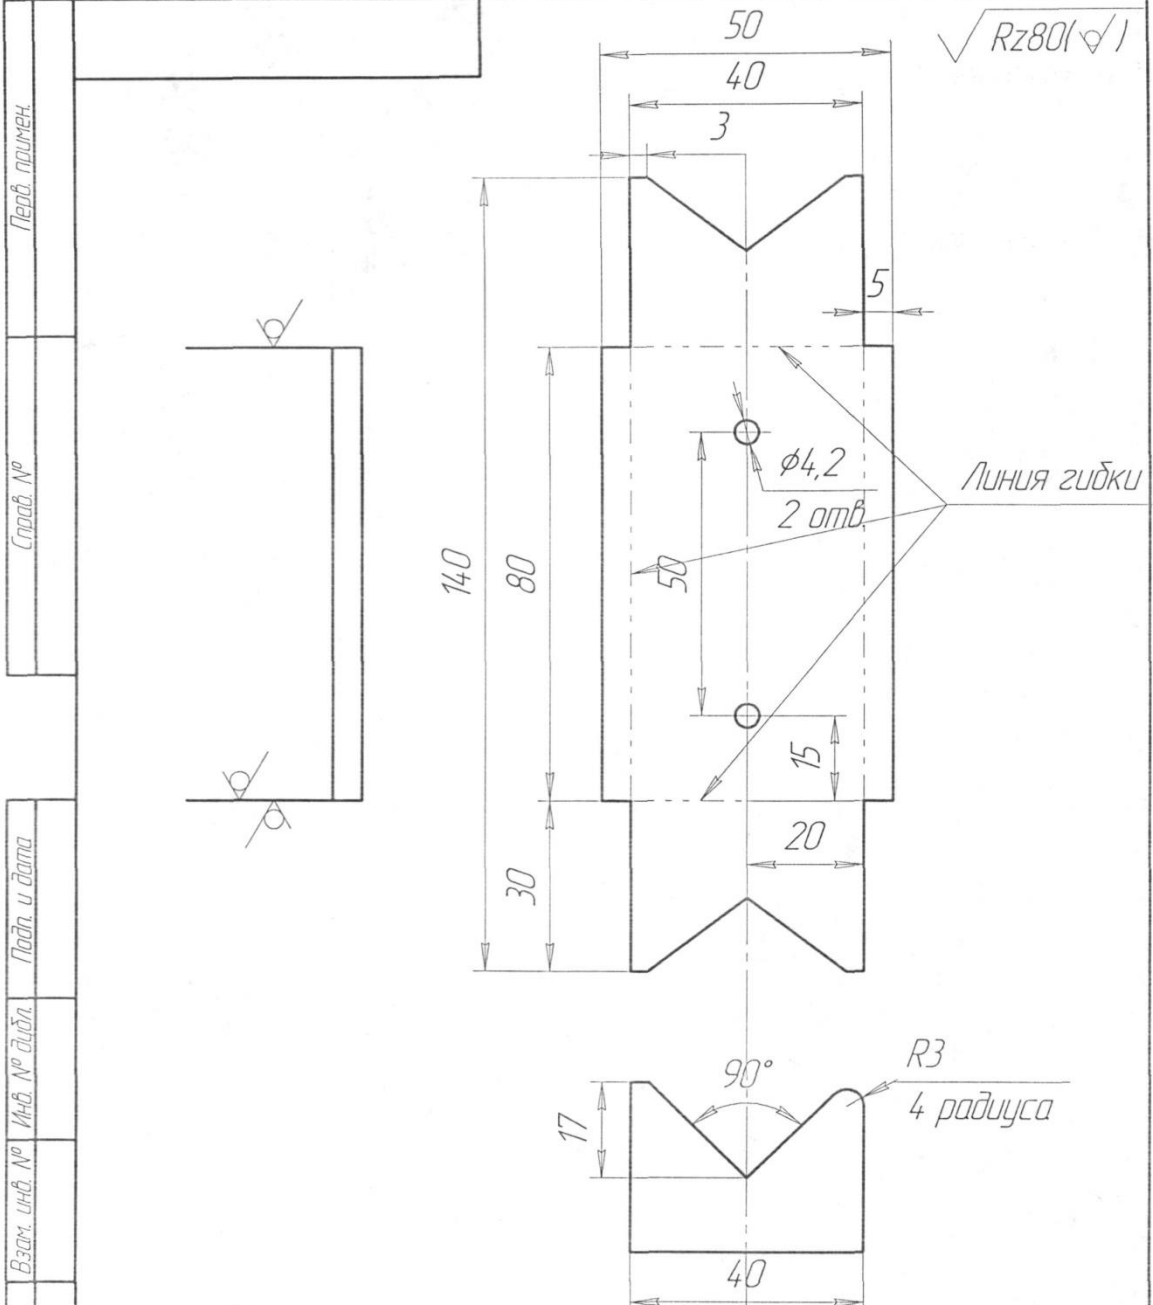 50
Rz80(√)
40
3
Перв. примен.
5
φ4,2
2 отв.
Линия гибки
Справ. №
140
80
50
15
20
30
Подп. и дата
Инв. № дубл.
Взам. инв. №
90°
R3
4 радиуса
17
40